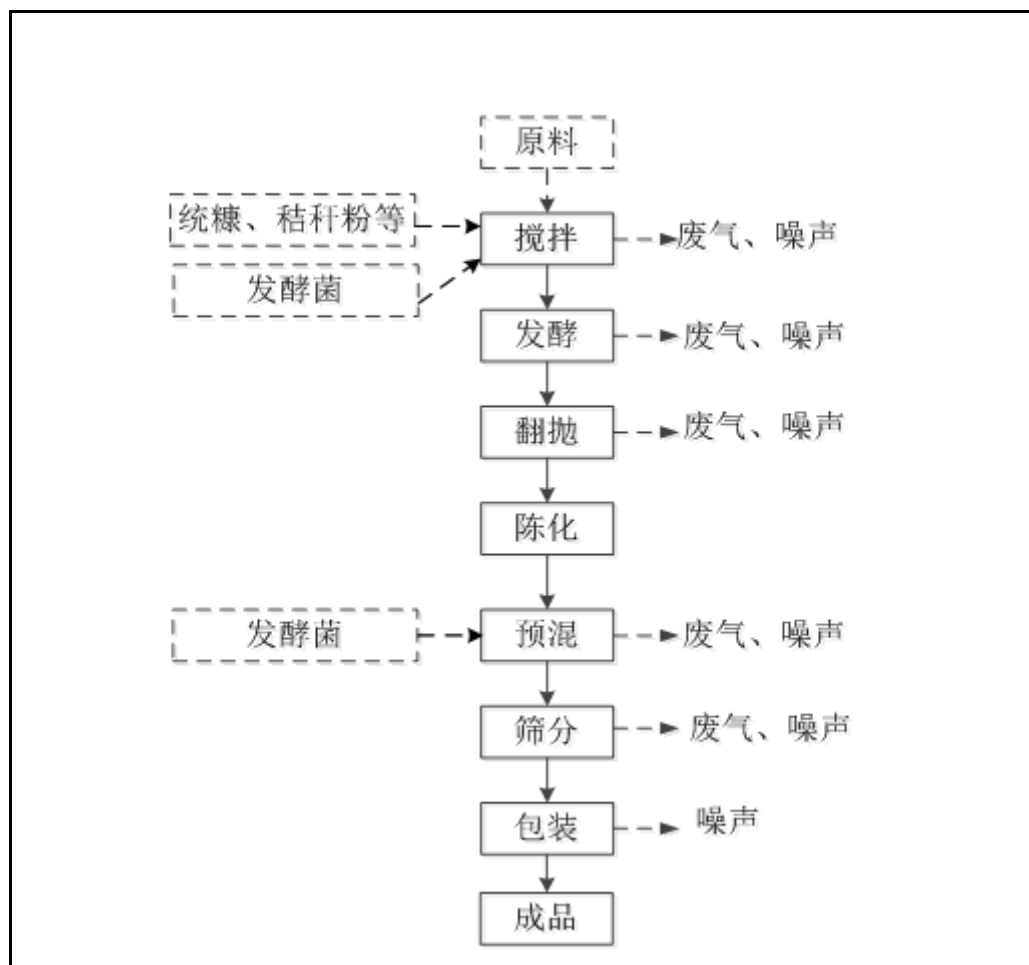 原料
统糠、秸秆粉等
搅拌
废气、噪声
发酵菌
发酵
废气、噪声
翻抛
废气、噪声
陈化
发酵菌
预混
废气、噪声
筛分
废气、噪声
包装
噪声
成品